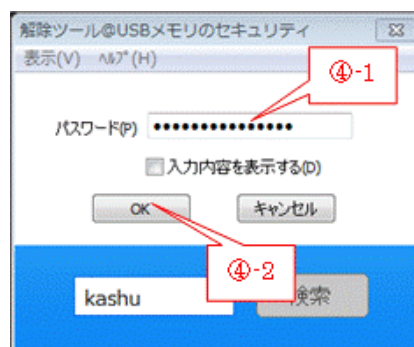 解除ツール@USBメモリのセキュリティ
表示(V) ﾍﾙﾌﾟ(H)
④-1
パスワード(P) ●●●●●●●●●●●●●●●
入力内容を表示する(D)
OK キャンセル
④-2
kashu 検索